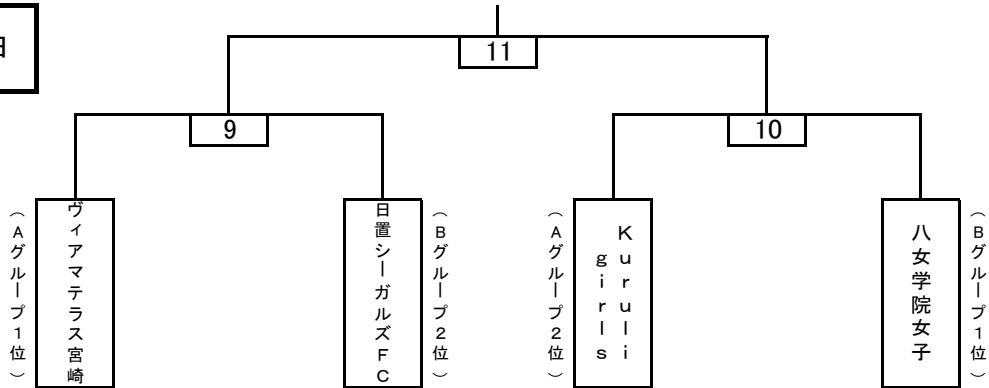 11
9
10
（Aグループ1位）
ヴィアマテラス宮崎
日置シーガルズFC
（Bグループ2位）
（Aグループ2位）
Kuruli
girls
八女学院女子
（Bグループ1位）